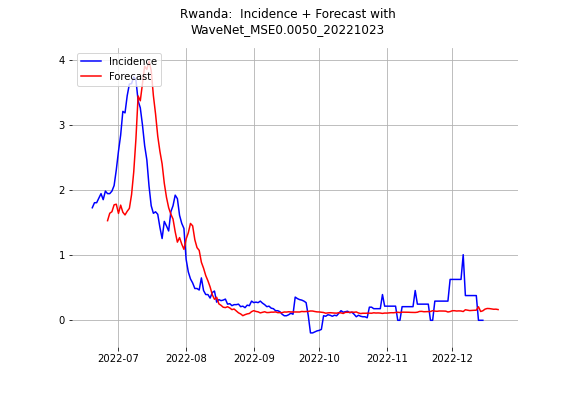 Rwanda:  Incidence + Forecast with
WaveNet_MSE0.0050_20221023
Incidence
Forecast
4
3
2
1
0
2022-07
2022-08
2022-09
2022-10
2022-11
2022-12